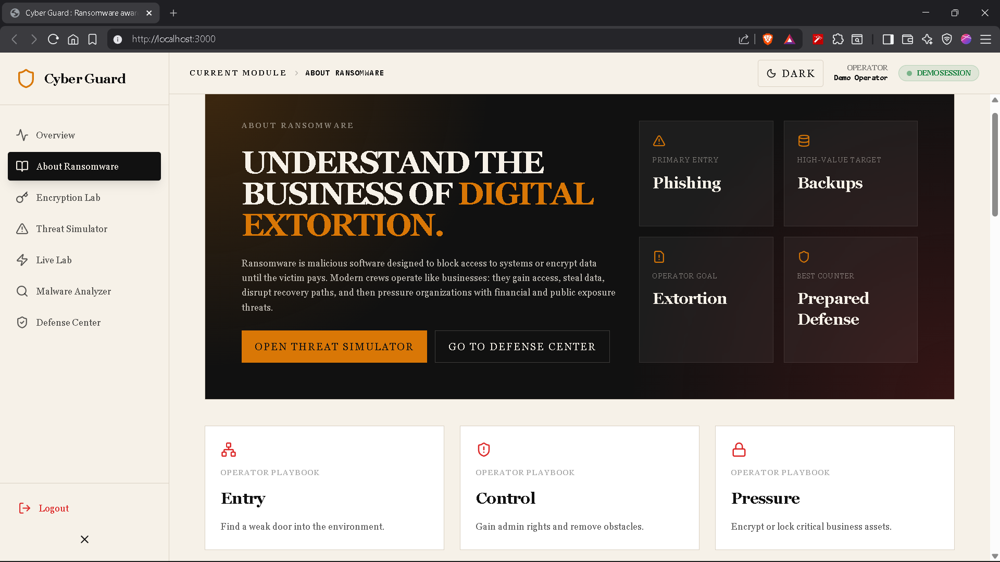 Cyber Guard : Ransomware awar
http://localhost:3000
Cyber Guard
CURRENT MODULE > ABOUT RANSOMWARE
DARK
OPERATOR
Demo Operator
DEMO SESSION
Overview
About Ransomware
Encryption Lab
Threat Simulator
Live Lab
Malware Analyzer
Defense Center
Logout
ABOUT RANSOMWARE
UNDERSTAND THE
BUSINESS OF DIGITAL
EXTORTION.
Ransomware is malicious software designed to block access to systems or encrypt data
until the victim pays. Modern crews operate like businesses: they gain access, steal data,
disrupt recovery paths, and then pressure organizations with financial and public exposure
threats.
OPEN THREAT SIMULATOR
GO TO DEFENSE CENTER
PRIMARY ENTRY
Phishing
HIGH-VALUE TARGET
Backups
OPERATOR GOAL
Extortion
BEST COUNTER
Prepared
Defense
OPERATOR PLAYBOOK
Entry
Find a weak door into the environment.
OPERATOR PLAYBOOK
Control
Gain admin rights and remove obstacles.
OPERATOR PLAYBOOK
Pressure
Encrypt or lock critical business assets.